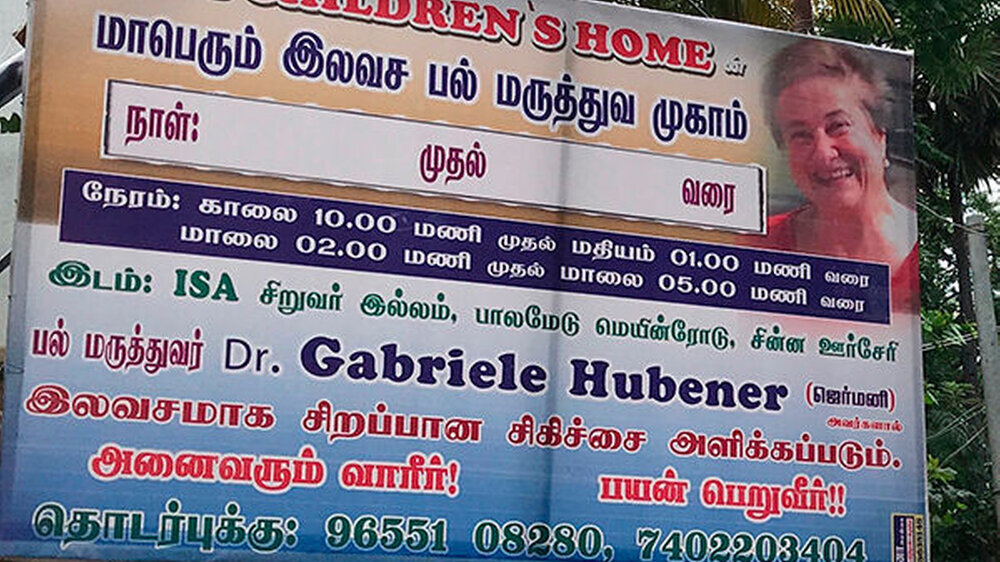 CHILDREN'S HOME ன்
மாபெரும் இலவச பல் மருத்துவ முகாம்
நாள்: முதல் வரை
நேரம்: காலை 10.00 மணி முதல் மதியம் 01.00 மணி வரை
மாலை 02.00 மணி முதல் மாலை 05.00 மணி வரை
இடம்: ISA சிறுவர் இல்லம், பாலமேடு மெயின்ரோடு, சின்ன ஊர்சேரி
பல் மருத்துவர் Dr. Gabriele Hubener (ஜெர்மனி)
அவர்களால்
இலவசமாக சிறப்பான சிகிச்சை அளிக்கப்படும்.
அனைவரும் வாரீர்! பயன் பெறுவீர்!!
தொடர்புக்கு: 96551 08280, 7402203404